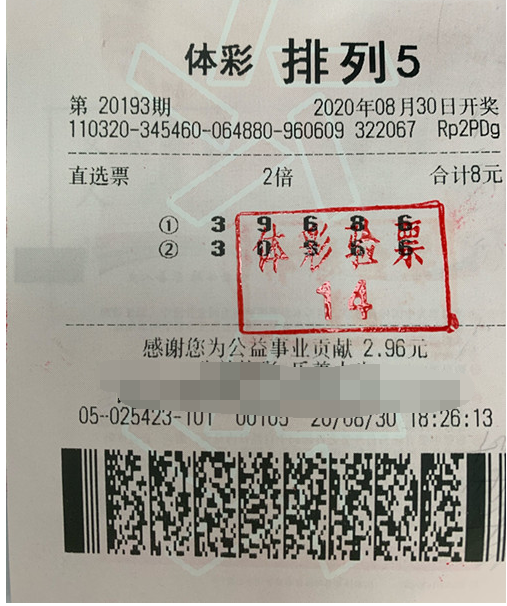 体彩 排列5
第 20193期 2020年08月30日开奖
110320-345460-064880-960609 322067 Rp2PDg
直选票 2倍 合计8元
① 3 9 6 8 6
② 3 0 3 6 6
体彩验票
14
感谢您为公益事业贡献 2.96元
05-025423-101 00105 20/08/30 18:26:13